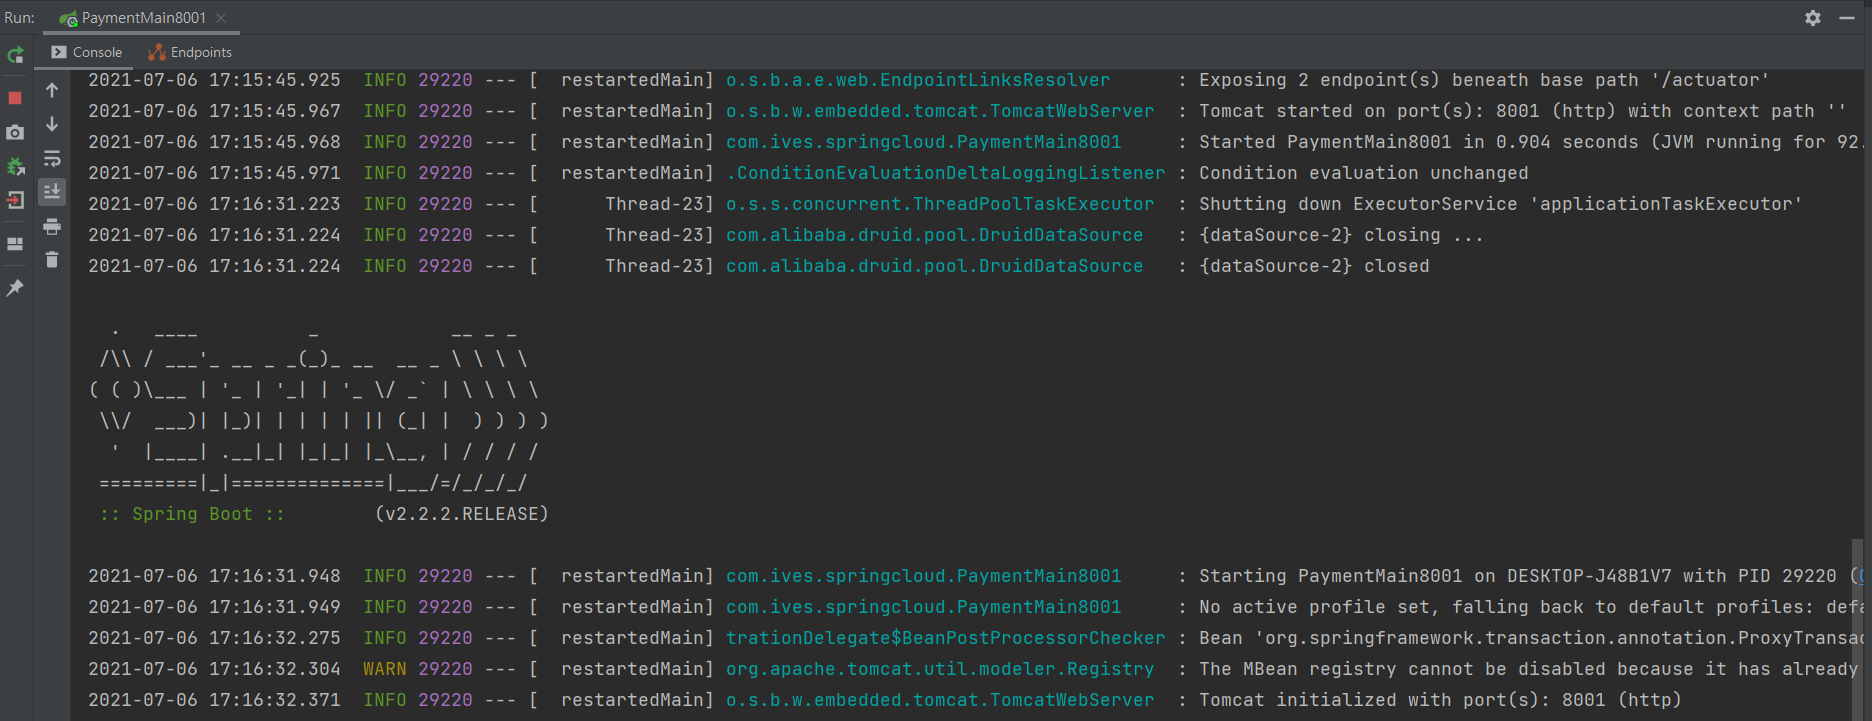 Run: PaymentMain8001
Console Endpoints
2021-07-06 17:15:45.925  INFO 29220 --- [  restartedMain] o.s.b.a.e.web.EndpointLinksResolver      : Exposing 2 endpoint(s) beneath base path '/actuator'
2021-07-06 17:15:45.967  INFO 29220 --- [  restartedMain] o.s.b.w.embedded.tomcat.TomcatWebServer  : Tomcat started on port(s): 8001 (http) with context path ''
2021-07-06 17:15:45.968  INFO 29220 --- [  restartedMain] com.ives.springcloud.PaymentMain8001     : Started PaymentMain8001 in 0.904 seconds (JVM running for 92.
2021-07-06 17:15:45.971  INFO 29220 --- [  restartedMain] .ConditionEvaluationDeltaLoggingListener : Condition evaluation unchanged
2021-07-06 17:16:31.223  INFO 29220 --- [      Thread-23] o.s.s.concurrent.ThreadPoolTaskExecutor  : Shutting down ExecutorService 'applicationTaskExecutor'
2021-07-06 17:16:31.224  INFO 29220 --- [      Thread-23] com.alibaba.druid.pool.DruidDataSource   : {dataSource-2} closing ...
2021-07-06 17:16:31.224  INFO 29220 --- [      Thread-23] com.alibaba.druid.pool.DruidDataSource   : {dataSource-2} closed
  .   ____          _            __ _ _
 /\\ / ___'_ __ _ _(_)_ __  __ _ \ \ \ \
( ( )\___ | '_ | '_| | '_ \/ _` | \ \ \ \
 \\/  ___)| |_)| | | | | || (_| |  ) ) ) )
  '  |____| .__|_| |_|_| |_\__, | / / / /
 =========|_|==============|___/=/_/_/_/
 :: Spring Boot ::        (v2.2.2.RELEASE)
2021-07-06 17:16:31.948  INFO 29220 --- [  restartedMain] com.ives.springcloud.PaymentMain8001     : Starting PaymentMain8001 on DESKTOP-J48B1V7 with PID 29220 (
2021-07-06 17:16:31.949  INFO 29220 --- [  restartedMain] com.ives.springcloud.PaymentMain8001     : No active profile set, falling back to default profiles: defa
2021-07-06 17:16:32.275  INFO 29220 --- [  restartedMain] trationDelegate$BeanPostProcessorChecker : Bean 'org.springframework.transaction.annotation.ProxyTransac
2021-07-06 17:16:32.304  WARN 29220 --- [  restartedMain] org.apache.tomcat.util.modeler.Registry  : The MBean registry cannot be disabled because it has already
2021-07-06 17:16:32.371  INFO 29220 --- [  restartedMain] o.s.b.w.embedded.tomcat.TomcatWebServer  : Tomcat initialized with port(s): 8001 (http)